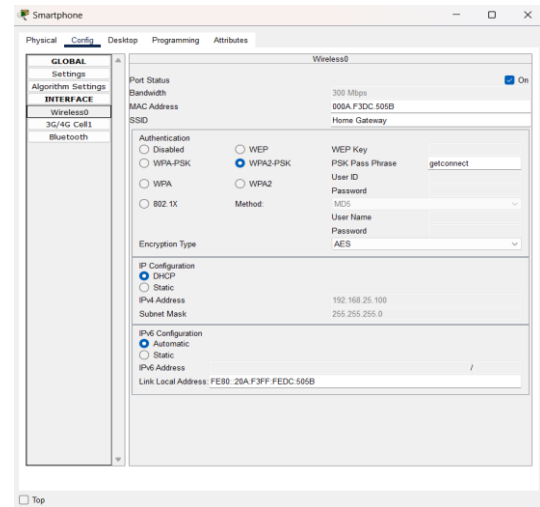 Smartphone
Physical Config Desktop Programming Attributes
GLOBAL
Settings
Algorithm Settings
INTERFACE
Wireless0
3G/4G Cell1
Bluetooth
Wireless0
Port Status On
Bandwidth 300 Mbps
MAC Address 000A.F3DC.505B
SSID Home Gateway
Authentication
Disabled WEP WEP Key
WPA-PSK WPA2-PSK PSK Pass Phrase getconnect
User ID
WPA WPA2
Password
802.1X Method: MD5
User Name
Password
Encryption Type AES
IP Configuration
DHCP
Static
IPv4 Address 192.168.25.100
Subnet Mask 255.255.255.0
IPv6 Configuration
Automatic
Static
IPv6 Address /
Link Local Address: FE80::20A:F3FF:FEDC:505B
Top